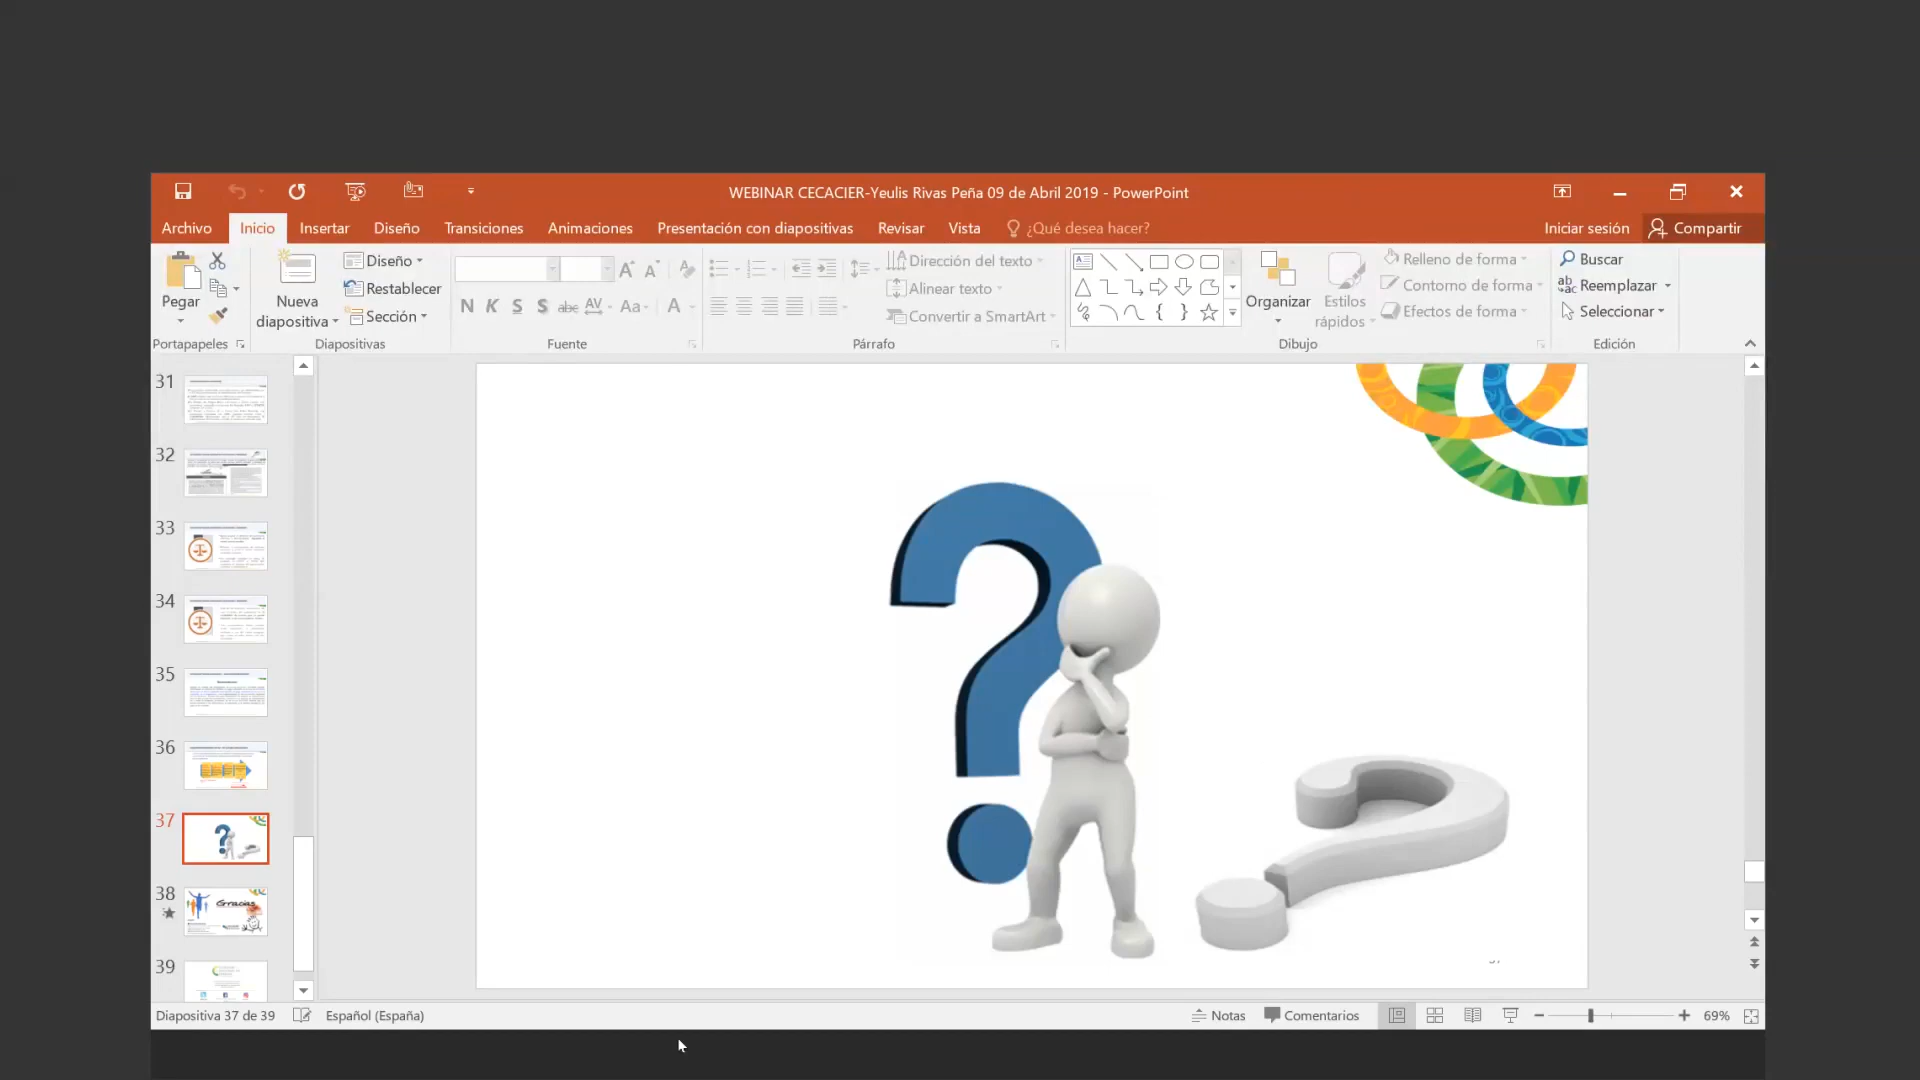 WEBINAR CECACIER-Yeulis Rivas Peña 09 de Abril 2019 - PowerPoint
Archivo Inicio Insertar Diseño Transiciones Animaciones Presentación con diapositivas Revisar Vista ¿Qué desea hacer? Iniciar sesión Compartir
Pegar
Nueva diapositiva
Diseño
Restablecer
Sección
N K S S abc AV Aa A
Dirección del texto
Alinear texto
Convertir a SmartArt
Organizar
Estilos rápidos
Relleno de forma
Contorno de forma
Efectos de forma
Buscar
Reemplazar
Seleccionar
Portapapeles Diapositivas Fuente Párrafo Dibujo Edición
31
32
33
34
35
36
37
38
Gracias
39
Diapositiva 37 de 39 Español (España) Notas Comentarios 69%